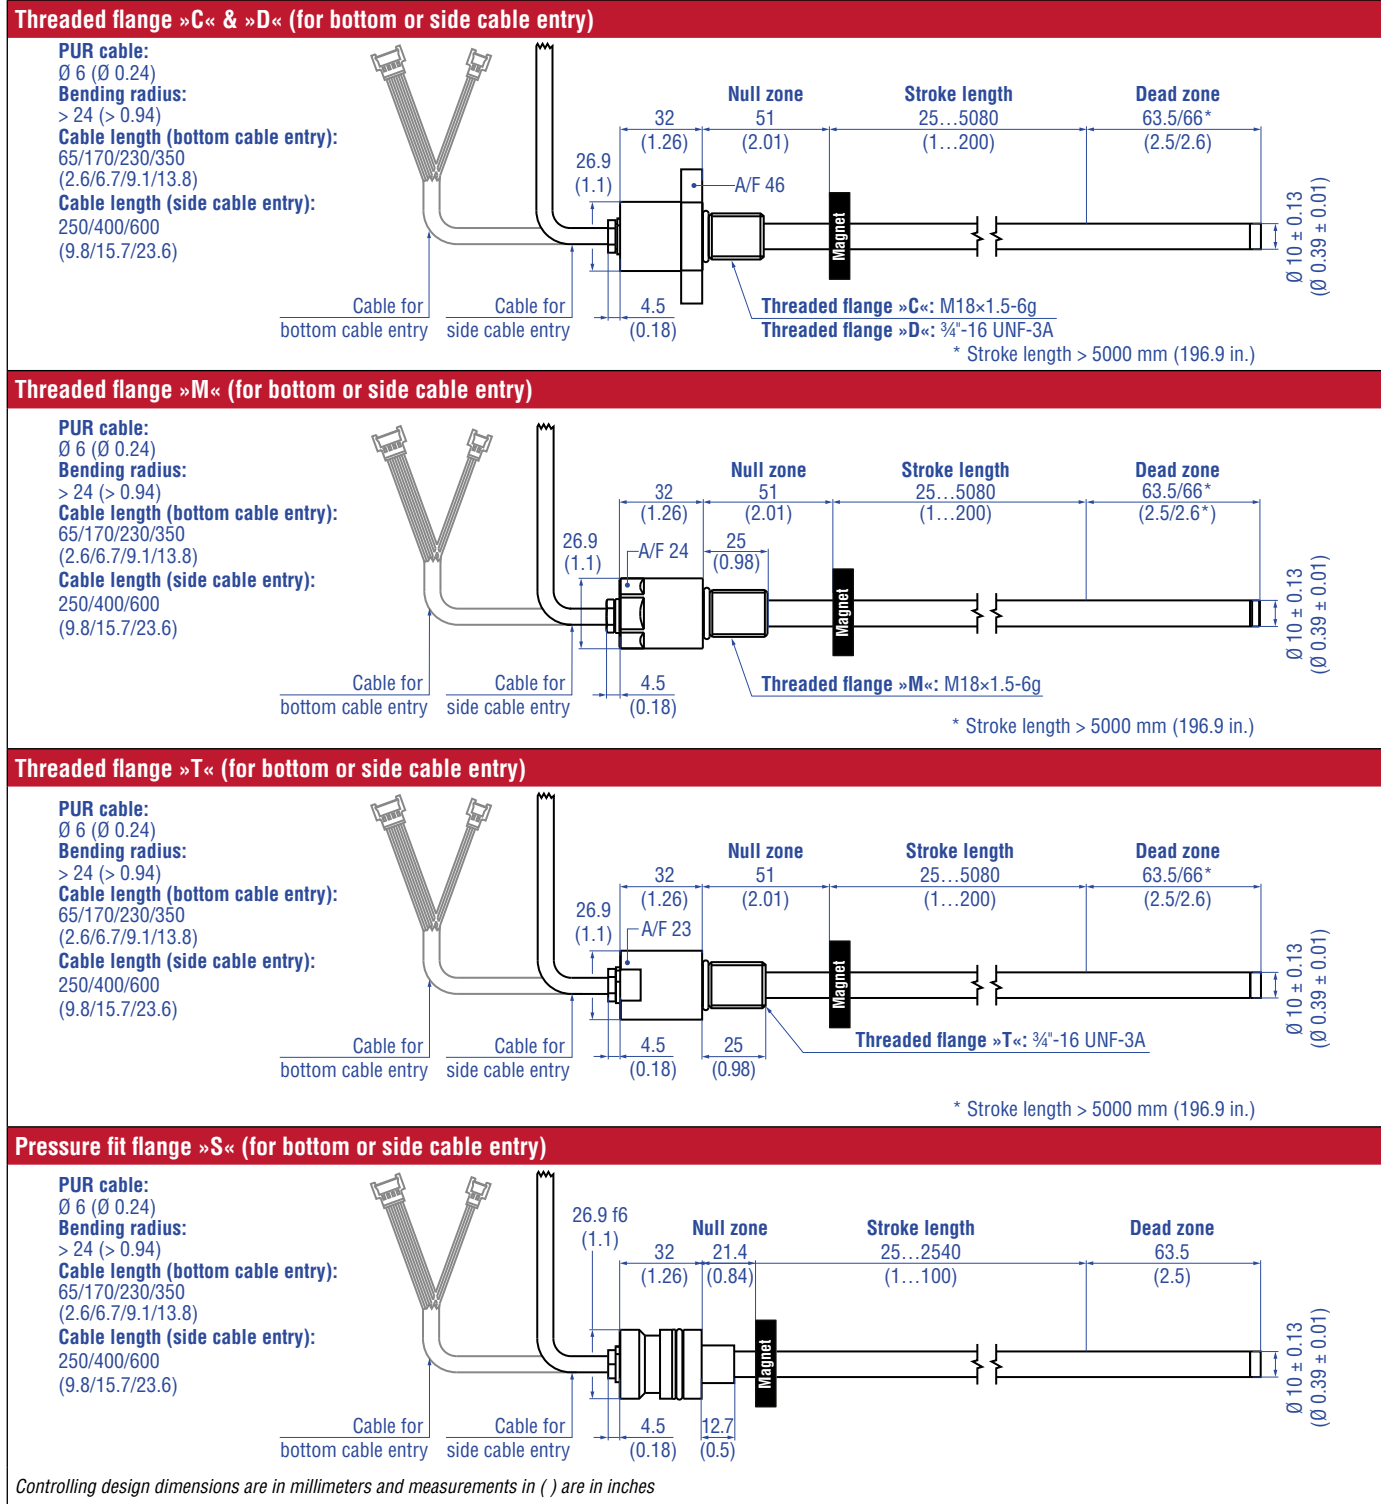 Threaded flange »C« & »D« (for bottom or side cable entry)
PUR cable:
Ø 6 (Ø 0.24)
Bending radius:
> 24 (> 0.94)
Cable length (bottom cable entry):
65/170/230/350
(2.6/6.7/9.1/13.8)
Cable length (side cable entry):
250/400/600
(9.8/15.7/23.6)
Null zone
Stroke length
Dead zone
32
51
25…5080
63.5/66*
(1.26)
(2.01)
(1…200)
(2.5/2.6)
26.9
(1.1)
A/F 46
Magnet
Ø 10 ± 0.13
(Ø 0.39 ± 0.01)
Cable for
bottom cable entry
Cable for
side cable entry
4.5
(0.18)
Threaded flange »C«: M18×1.5-6g
Threaded flange »D«: ¾"-16 UNF-3A
* Stroke length > 5000 mm (196.9 in.)
Threaded flange »M« (for bottom or side cable entry)
PUR cable:
Ø 6 (Ø 0.24)
Bending radius:
> 24 (> 0.94)
Cable length (bottom cable entry):
65/170/230/350
(2.6/6.7/9.1/13.8)
Cable length (side cable entry):
250/400/600
(9.8/15.7/23.6)
Null zone
Stroke length
Dead zone
32
51
25…5080
63.5/66*
(1.26)
(2.01)
(1…200)
(2.5/2.6*)
26.9
(1.1)
A/F 24
25
(0.98)
Magnet
Ø 10 ± 0.13
(Ø 0.39 ± 0.01)
Cable for
bottom cable entry
Cable for
side cable entry
4.5
(0.18)
Threaded flange »M«: M18×1.5-6g
* Stroke length > 5000 mm (196.9 in.)
Threaded flange »T« (for bottom or side cable entry)
PUR cable:
Ø 6 (Ø 0.24)
Bending radius:
> 24 (> 0.94)
Cable length (bottom cable entry):
65/170/230/350
(2.6/6.7/9.1/13.8)
Cable length (side cable entry):
250/400/600
(9.8/15.7/23.6)
Null zone
Stroke length
Dead zone
32
51
25…5080
63.5/66*
(1.26)
(2.01)
(1…200)
(2.5/2.6)
26.9
(1.1)
A/F 23
Magnet
Ø 10 ± 0.13
(Ø 0.39 ± 0.01)
Cable for
bottom cable entry
Cable for
side cable entry
4.5
(0.18)
25
(0.98)
Threaded flange »T«: ¾"-16 UNF-3A
* Stroke length > 5000 mm (196.9 in.)
Pressure fit flange »S« (for bottom or side cable entry)
PUR cable:
Ø 6 (Ø 0.24)
Bending radius:
> 24 (> 0.94)
Cable length (bottom cable entry):
65/170/230/350
(2.6/6.7/9.1/13.8)
Cable length (side cable entry):
250/400/600
(9.8/15.7/23.6)
26.9 f6
(1.1)
Null zone
Stroke length
Dead zone
32
21.4
25…2540
63.5
(1.26)
(0.84)
(1…100)
(2.5)
Magnet
Ø 10 ± 0.13
(Ø 0.39 ± 0.01)
Cable for
bottom cable entry
Cable for
side cable entry
4.5
(0.18)
12.7
(0.5)
Controlling design dimensions are in millimeters and measurements in ( ) are in inches